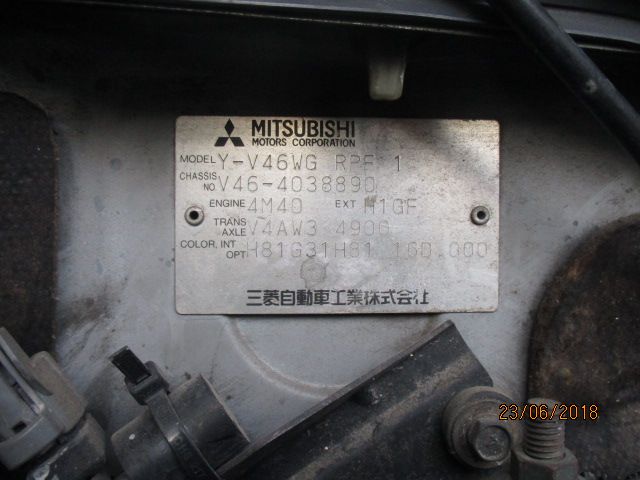 MITSUBISHI
MOTORS CORPORATION
MODEL Y-V46WG RPF 1
CHASSIS NO V46-4038890
ENGINE 4M40 EXT H1GF
TRANS AXLE V4AW3 4900
COLOR, INT OPT H81G31H81 16D.000
三菱自動車工業株式会社
23/06/2018